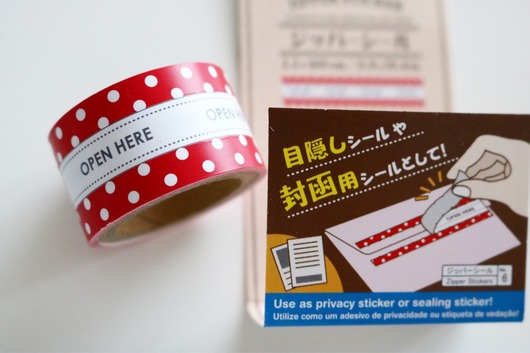 ジッパーシール
OPEN HERE
OPEN
目隠しシールや
封函用シールとして!
OPEN HERE
ジッパーシール
Zipper Stickers
No.
6
Use as privacy sticker or sealing sticker!
Utilize como um adesivo de privacidade ou etiqueta de vedação!